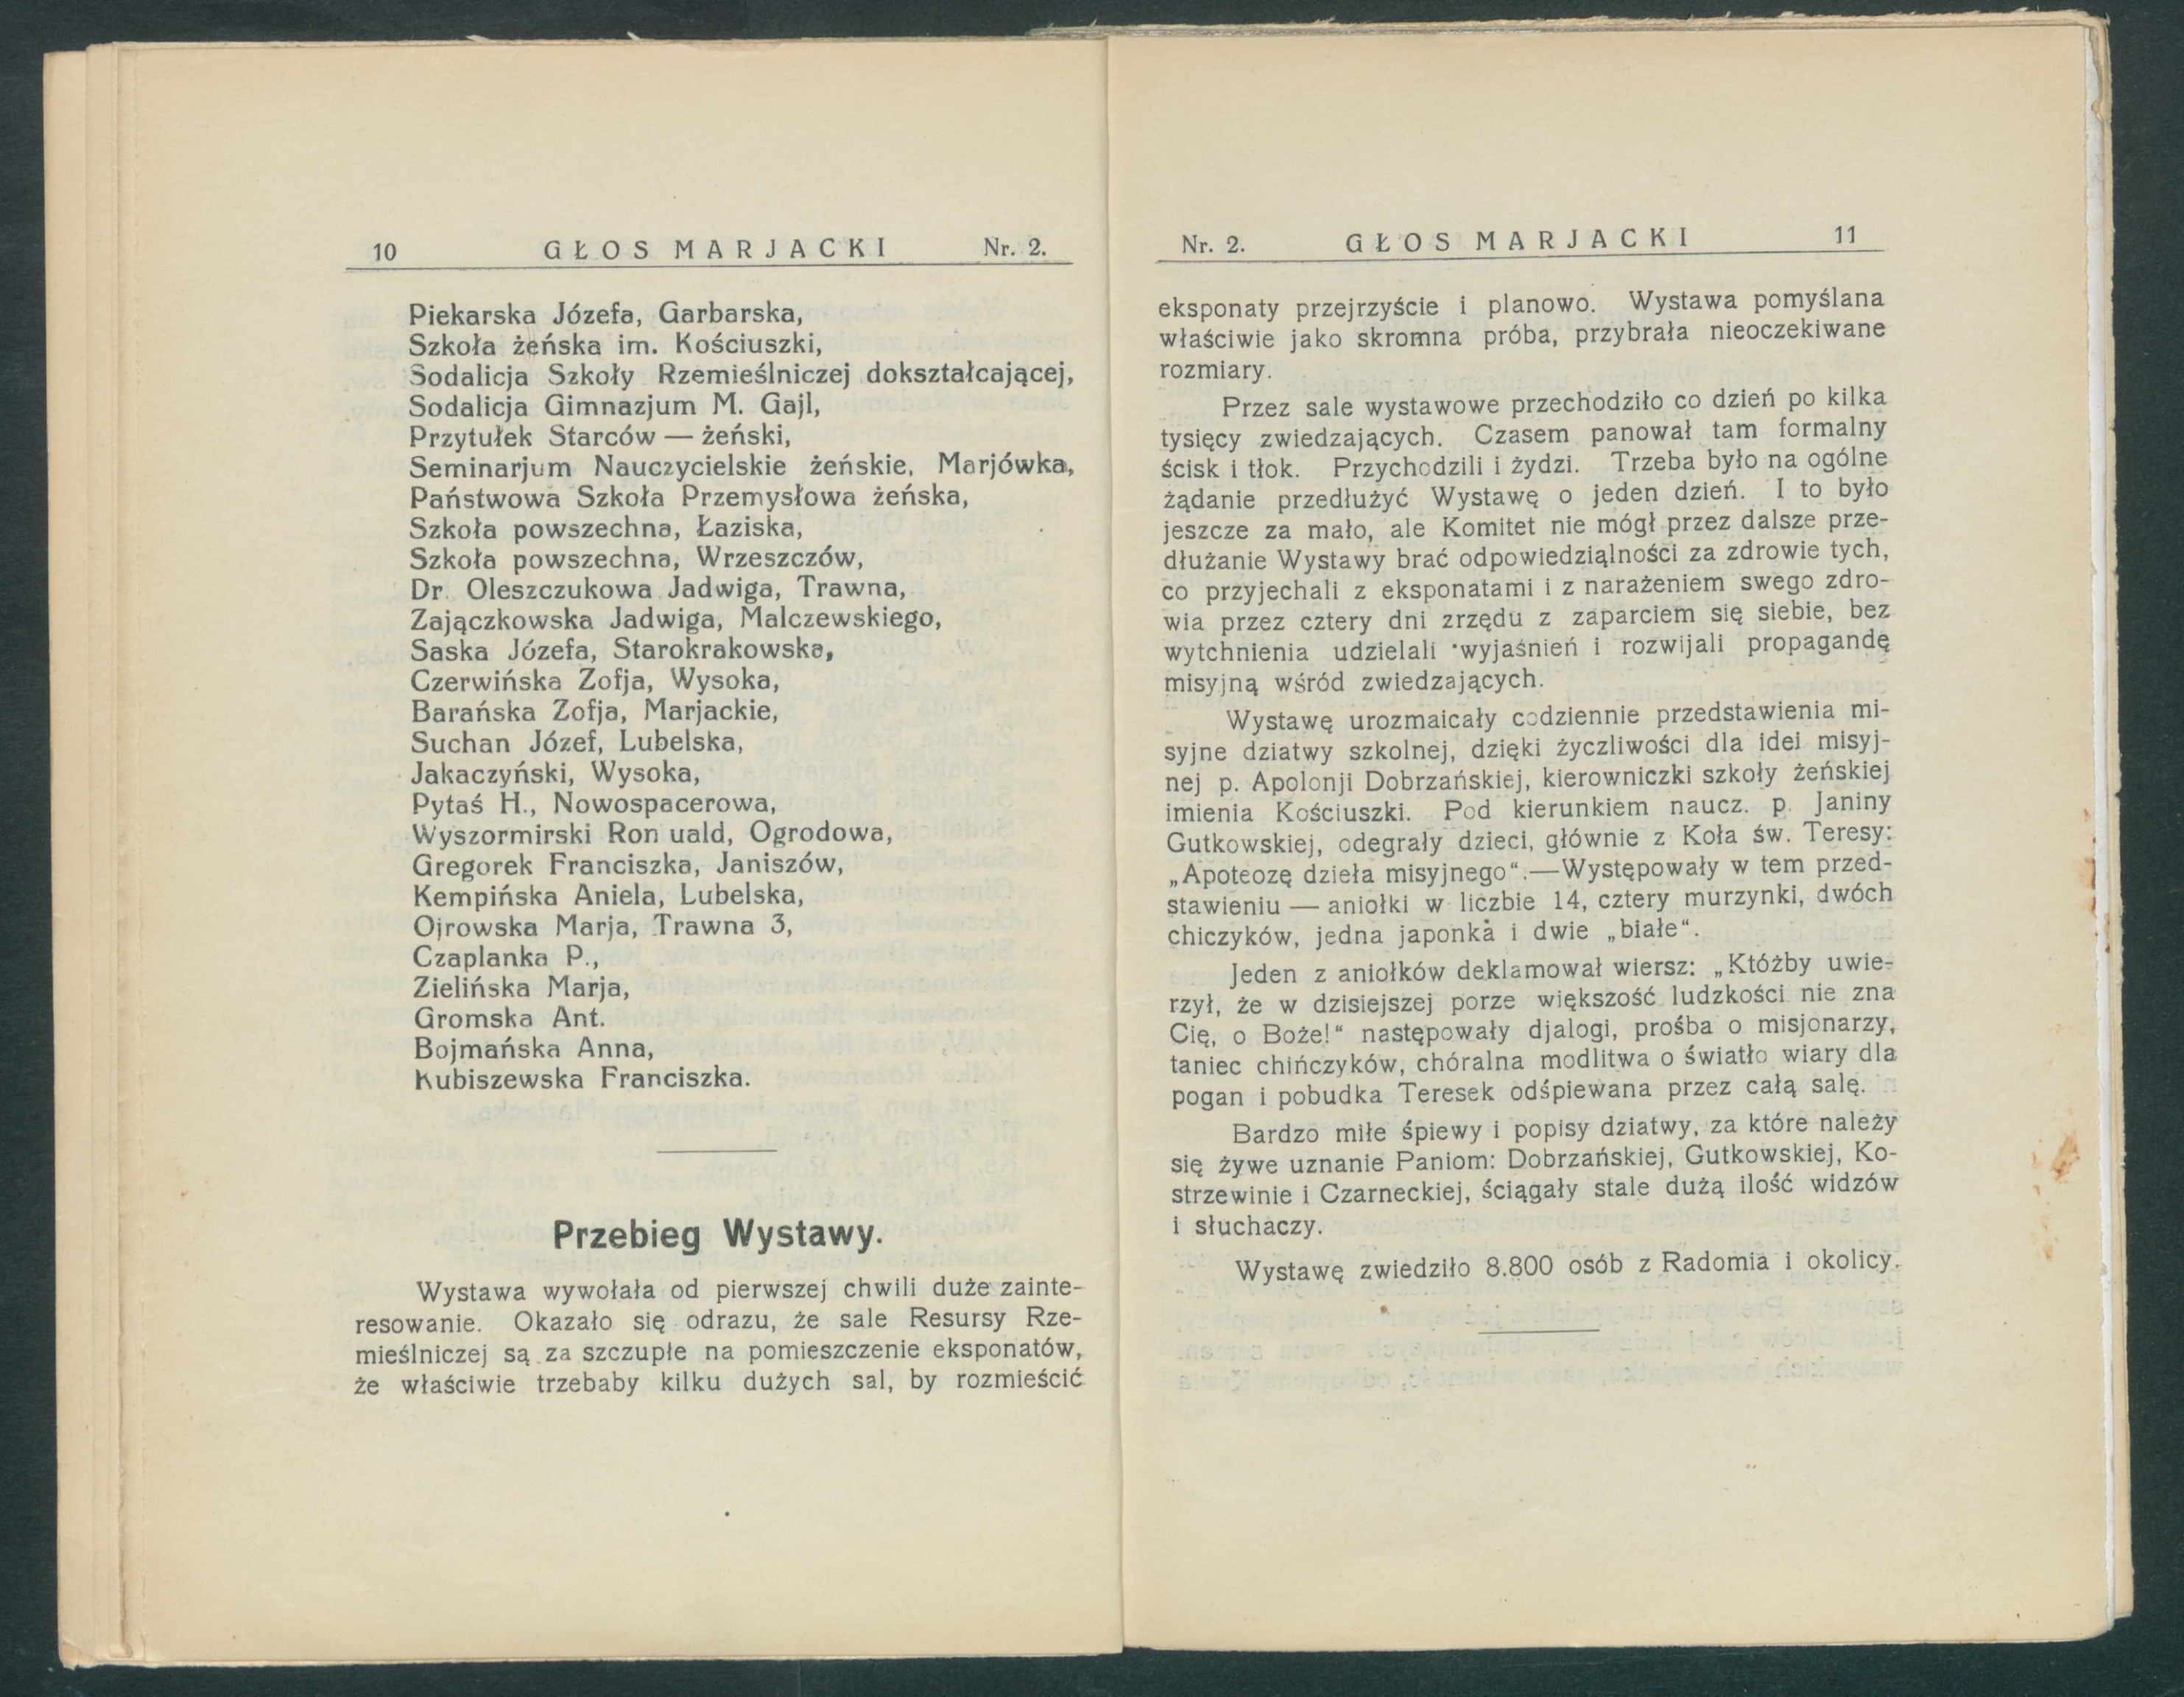 10 GŁOS MARJACKI Nr. 2.
Piekarska Józefa, Garbarska,
Szkoła żeńska im. Kościuszki,
Sodalicja Szkoły Rzemieślniczej dokształcającej,
Sodalicja Gimnazjum M. Gajl,
Przytułek Starców — żeński,
Seminarjum Nauczycielskie żeńskie, Marjówka,
Państwowa Szkoła Przemysłowa żeńska,
Szkoła powszechna, Łaziska,
Szkoła powszechna, Wrzeszczów,
Dr. Oleszczukowa Jadwiga, Trawna,
Zajączkowska Jadwiga, Malczewskiego,
Saska Józefa, Starokrakowska,
Czerwińska Zofja, Wysoka,
Barańska Zofja, Marjackie,
Suchan Józef, Lubelska,
Jakaczyński, Wysoka,
Pytaś H., Nowospacerowa,
Wyszormirski Ron uald, Ogrodowa,
Gregorek Franciszka, Janiszów,
Kempińska Aniela, Lubelska,
Ojrowska Marja, Trawna 3,
Czaplanka P.,
Zielińska Marja,
Gromska Ant.
Bojmańska Anna,
Kubiszewska Franciszka.
Przebieg Wystawy.
Wystawa wywołała od pierwszej chwili duże zainte-
resowanie. Okazało się odrazu, że sale Resursy Rze-
mieślniczej są za szczupłe na pomieszczenie eksponatów,
że właściwie trzebaby kilku dużych sal, by rozmieścić
Nr. 2. GŁOS MARJACKI 11
eksponaty przejrzyście i planowo. Wystawa pomyślana
właściwie jako skromna próba, przybrała nieoczekiwane
rozmiary.
Przez sale wystawowe przechodziło co dzień po kilka
tysięcy zwiedzających. Czasem panował tam formalny
ścisk i tłok. Przychodzili i żydzi. Trzeba było na ogólne
żądanie przedłużyć Wystawę o jeden dzień. I to było
jeszcze za mało, ale Komitet nie mógł przez dalsze prze-
dłużanie Wystawy brać odpowiedziąlności za zdrowie tych,
co przyjechali z eksponatami i z narażeniem swego zdro-
wia przez cztery dni zrzędu z zaparciem się siebie, bez
wytchnienia udzielali wyjaśnień i rozwijali propagandę
misyjną wśród zwiedzających.
Wystawę urozmaicały codziennie przedstawienia mi-
syjne dziatwy szkolnej, dzięki życzliwości dla idei misyj-
nej p. Apolonji Dobrzańskiej, kierowniczki szkoły żeńskiej
imienia Kościuszki. Pod kierunkiem naucz. p. Janiny
Gutkowskiej, odegrały dzieci, głównie z Koła św. Teresy:
„Apoteozę dzieła misyjnego“.—Występowały w tem przed-
stawieniu — aniołki w liczbie 14, cztery murzynki, dwóch
chiczyków, jedna japonka i dwie „białe“.
Jeden z aniołków deklamował wiersz: „Któżby uwie-
rzył, że w dzisiejszej porze większość ludzkości nie zna
Cię, o Boże!“ następowały djalogi, prośba o misjonarzy,
taniec chińczyków, chóralna modlitwa o światło wiary dla
pogan i pobudka Teresek odśpiewana przez całą salę.
Bardzo miłe śpiewy i popisy dziatwy, za które należy
się żywe uznanie Paniom: Dobrzańskiej, Gutkowskiej, Ko-
strzewinie i Czarneckiej, ściągały stale dużą ilość widzów
i słuchaczy.
Wystawę zwiedziło 8.800 osób z Radomia i okolicy.